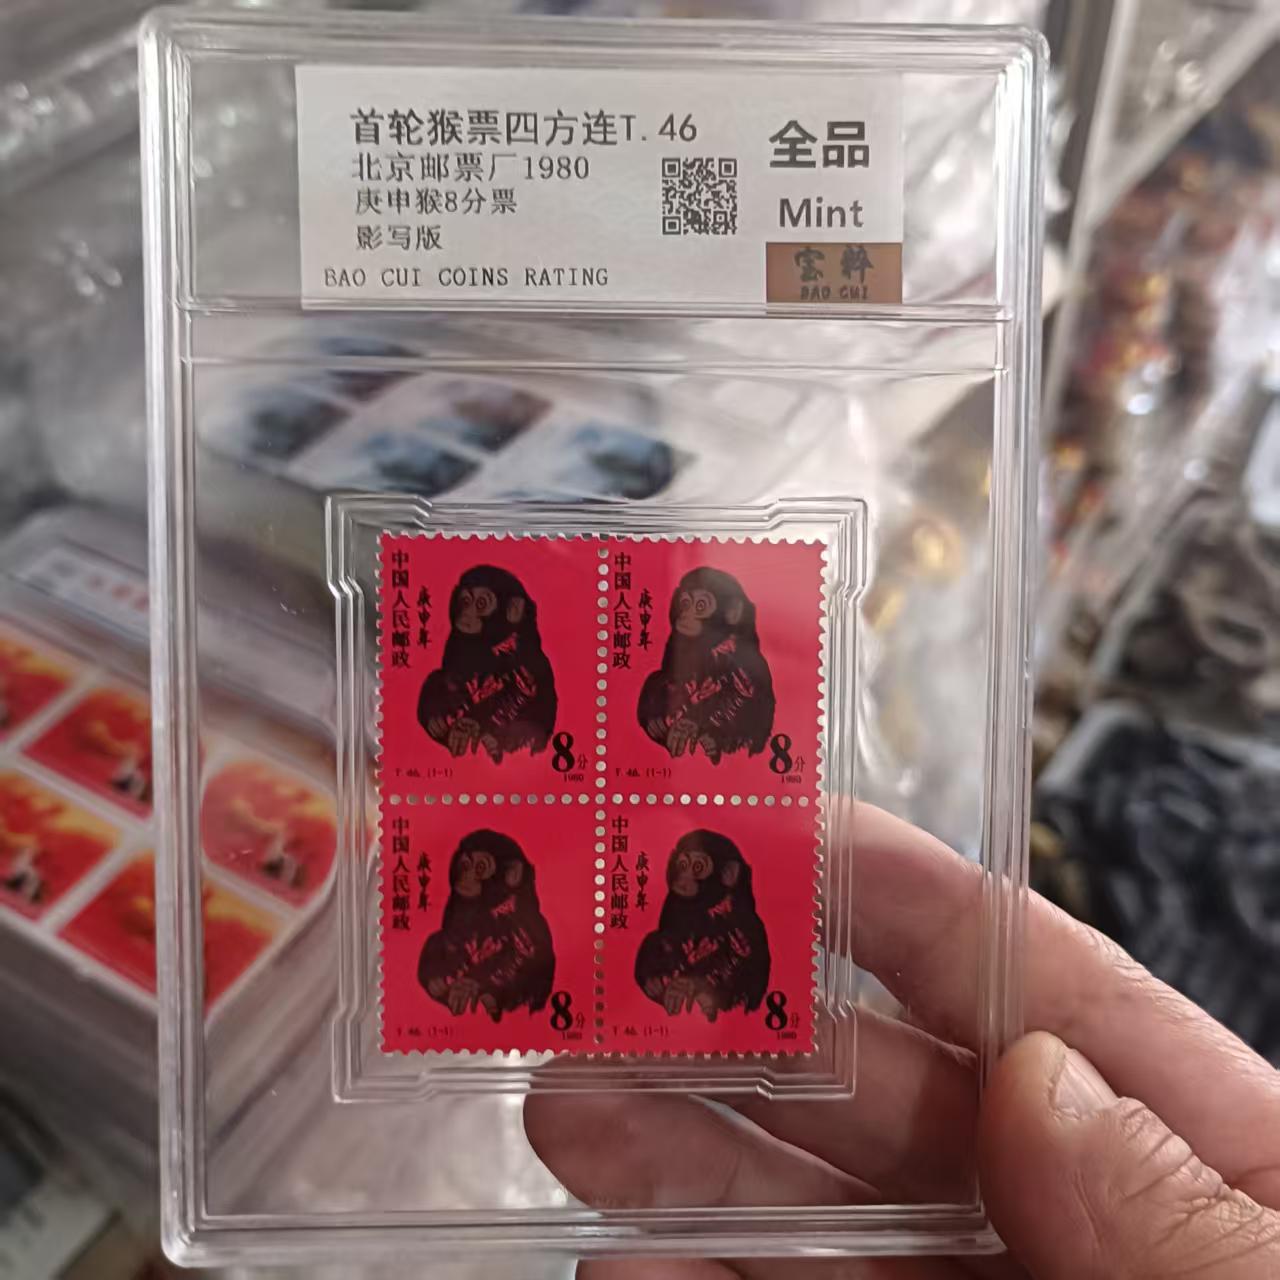 首轮猴票四方连T.46
北京邮票厂1980
庚申猴8分票
影写版
BAO CUI COINS RATING
全品
Mint
宝粹
BAO CUI
中国人民邮政
庚申年
8分
1980
T.46.(1-1)
中国人民邮政
庚申年
8分
1980
T.46.(1-1)
中国人民邮政
庚申年
8分
1980
T.46.(1-1)
中国人民邮政
庚申年
8分
1980
T.46.(1-1)